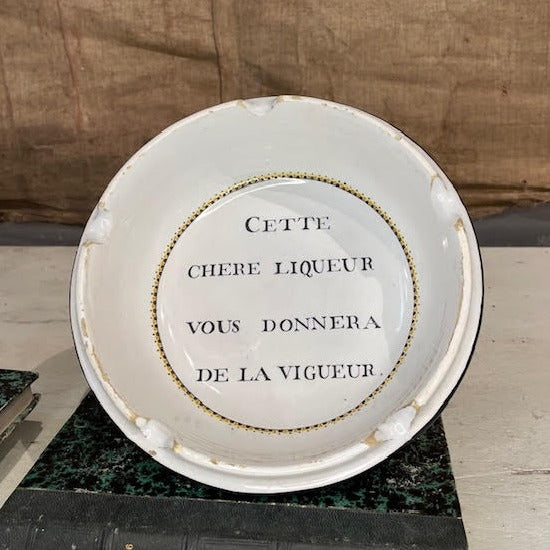 CETTE
CHERE LIQUEUR
VOUS DONNERA
DE LA VIGUEUR.